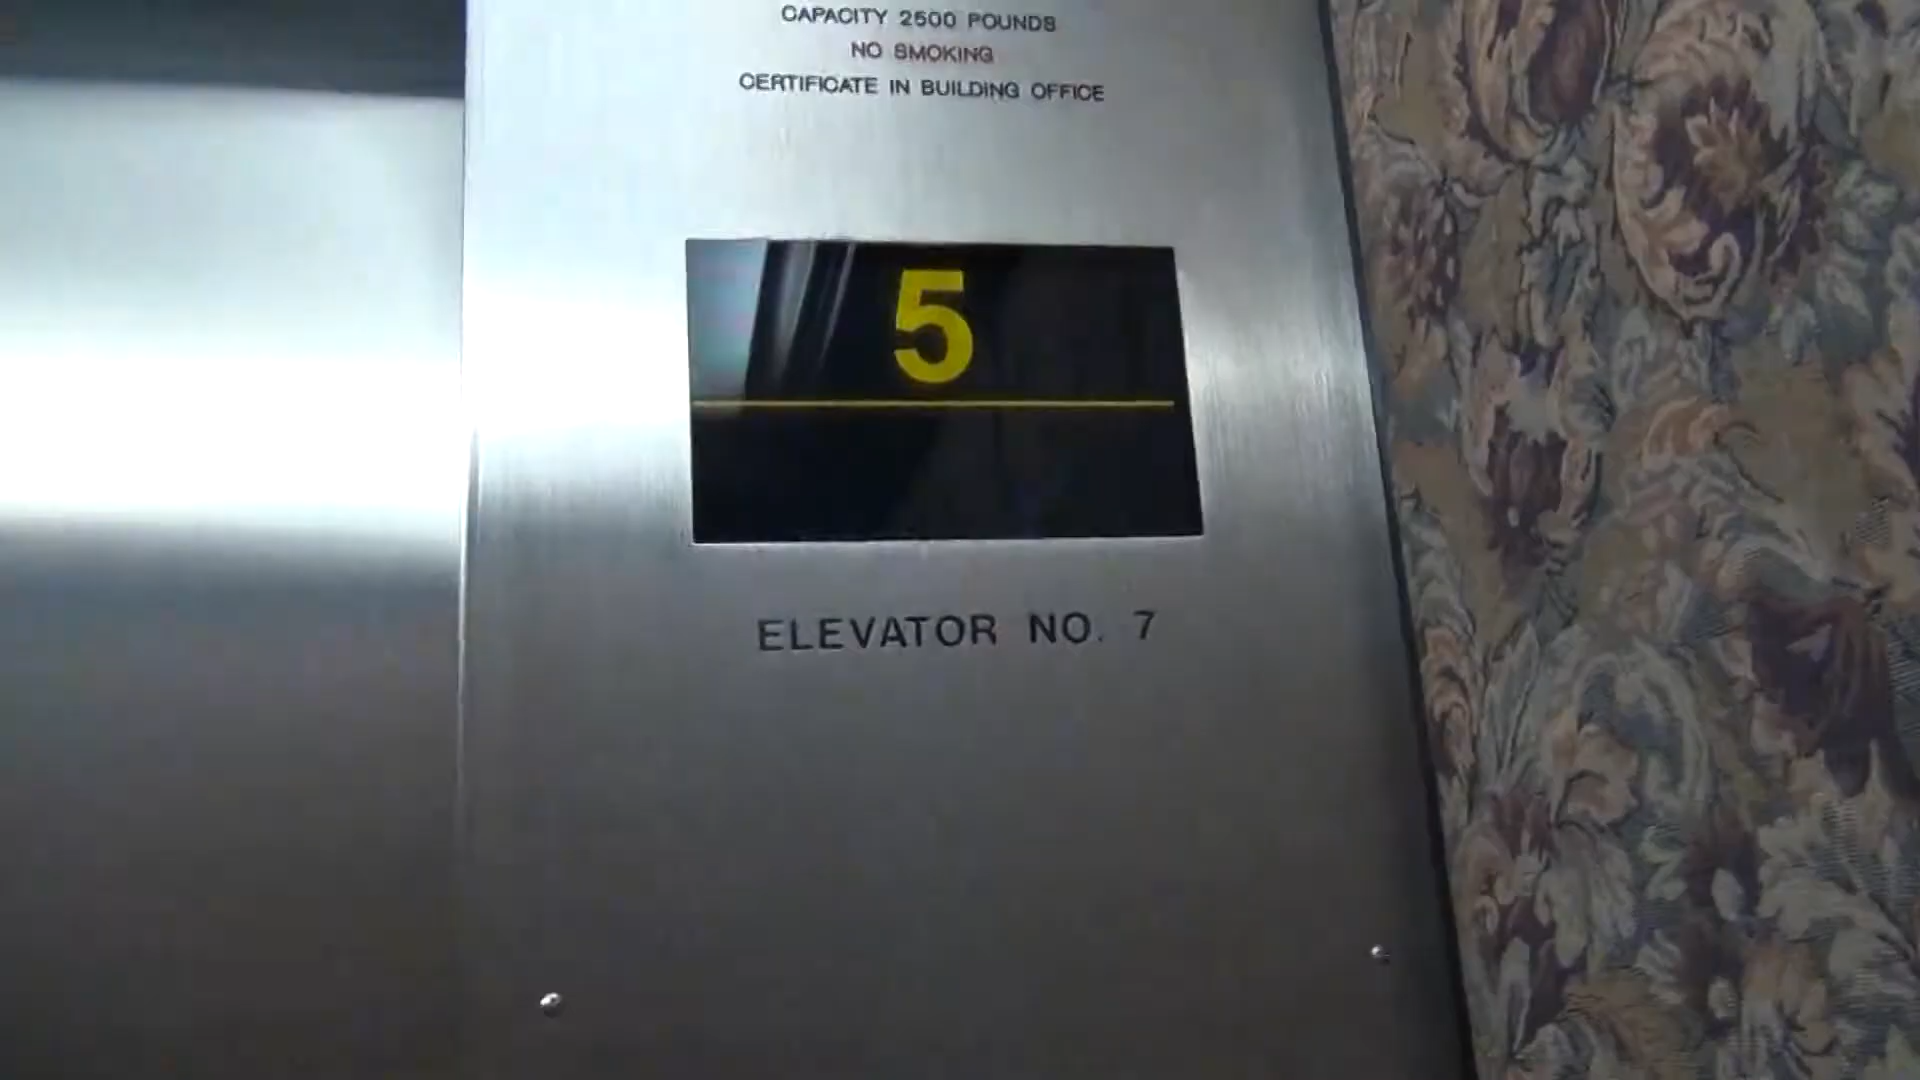 CAPACITY 2500 POUNDS
NO SMOKING
CERTIFICATE IN BUILDING OFFICE
5
ELEVATOR NO. 7